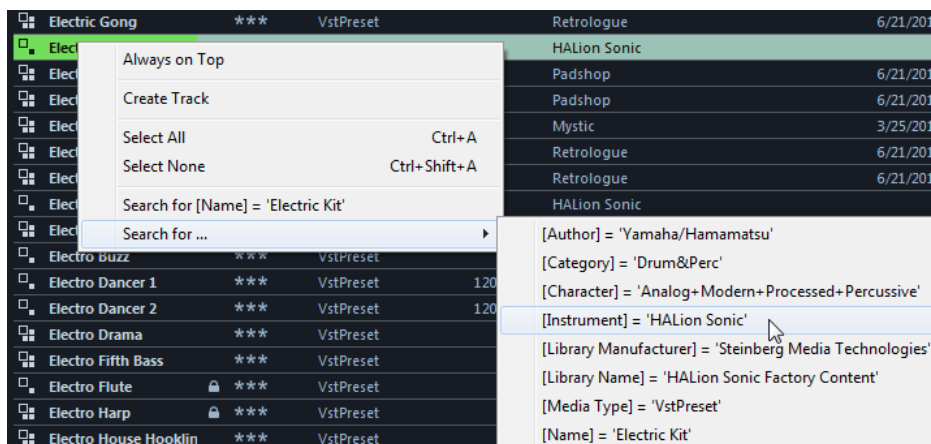 Electric Gong *** VstPreset Retrologue 6/21/201
Elect HALion Sonic
Elect Padshop 6/21/201
Elect Padshop 6/21/201
Elect Mystic 3/25/201
Elect Retrologue 6/21/201
Elect Retrologue 6/21/201
Elect HALion Sonic
Elect
Electro Buzz *** VstPreset
Electro Dancer 1 *** VstPreset 120
Electro Dancer 2 *** VstPreset 120
Electro Drama *** VstPreset
Electro Fifth Bass *** VstPreset
Electro Flute *** VstPreset
Electro Harp *** VstPreset
Electro House Hooklin *** VstPreset
Always on Top
Create Track
Select All Ctrl+A
Select None Ctrl+Shift+A
Search for [Name] = 'Electric Kit'
Search for ...
[Author] = 'Yamaha/Hamamatsu'
[Category] = 'Drum&Perc'
[Character] = 'Analog+Modern+Processed+Percussive'
[Instrument] = 'HALion Sonic'
[Library Manufacturer] = 'Steinberg Media Technologies'
[Library Name] = 'HALion Sonic Factory Content'
[Media Type] = 'VstPreset'
[Name] = 'Electric Kit'